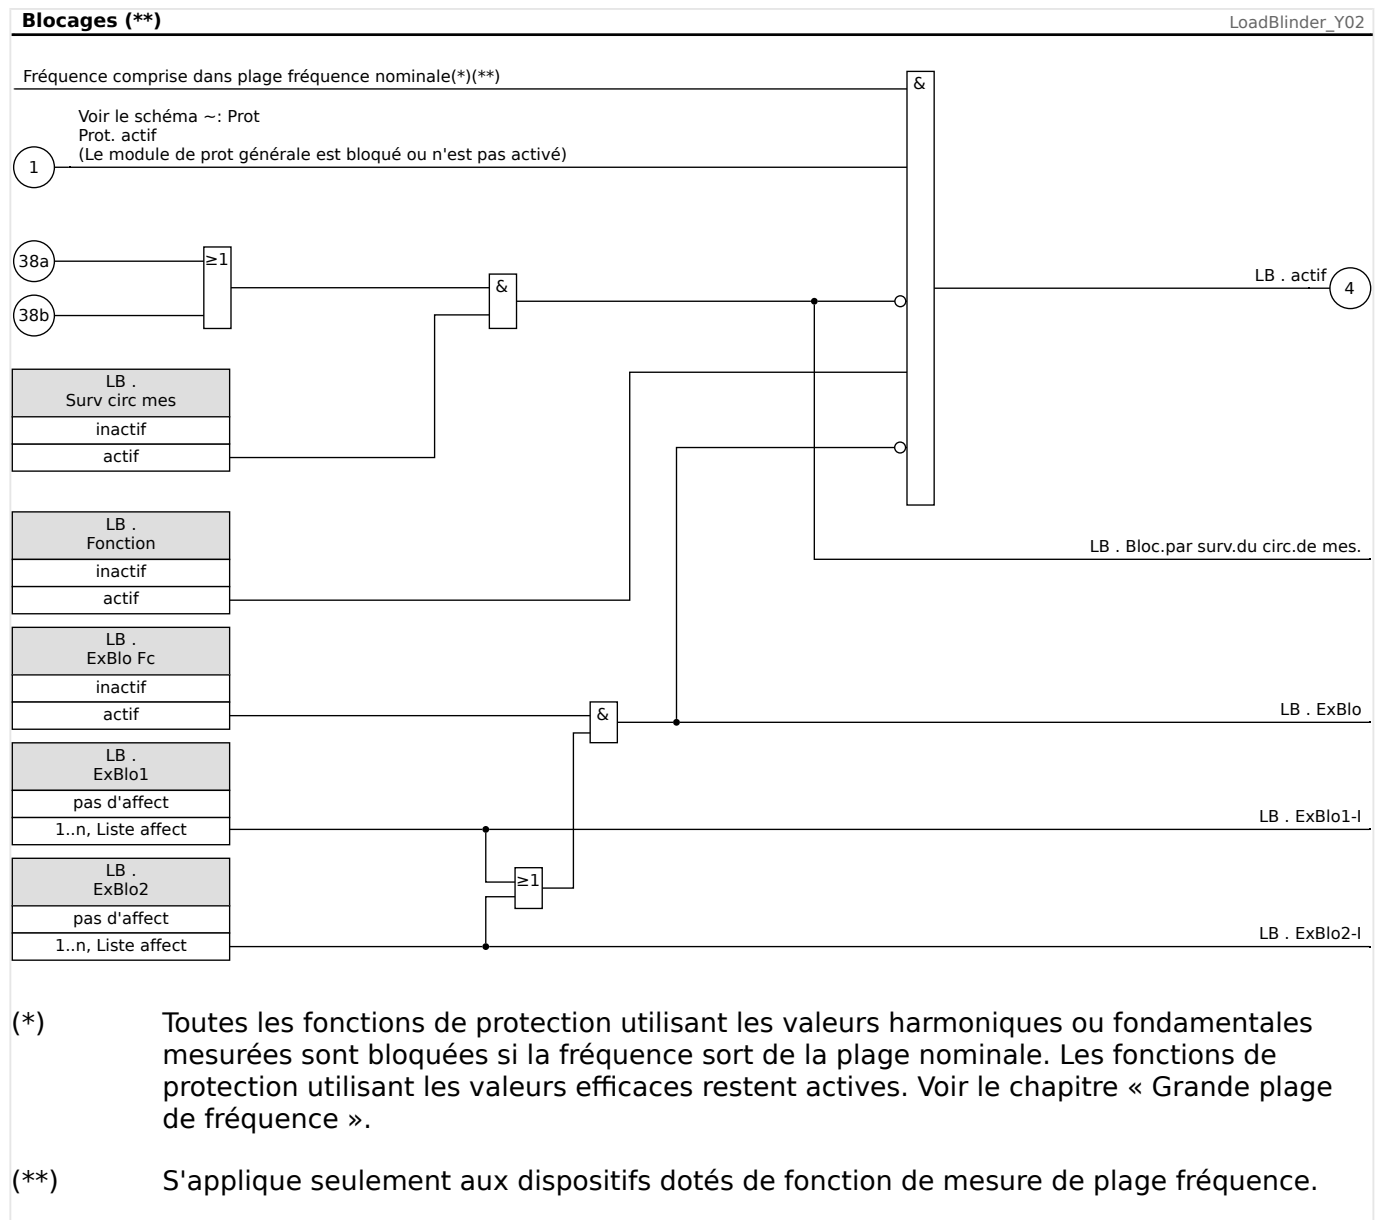 Blocages (**)
LoadBlinder_Y02
Fréquence comprise dans plage fréquence nominale(*)(**)
&
Voir le schéma ~: Prot
Prot. actif
(Le module de prot générale est bloqué ou n'est pas activé)
1
38a
≥1
&
38b
LB . actif
4
LB .
Surv circ mes
inactif
actif
LB .
Fonction
inactif
actif
LB . Bloc.par surv.du circ.de mes.
LB .
ExBlo Fc
inactif
actif
&
LB . ExBlo
LB .
ExBlo1
pas d'affect
1..n, Liste affect
LB . ExBlo1-I
LB .
ExBlo2
pas d'affect
1..n, Liste affect
≥1
LB . ExBlo2-I
(*) Toutes les fonctions de protection utilisant les valeurs harmoniques ou fondamentales
mesurées sont bloquées si la fréquence sort de la plage nominale. Les fonctions de
protection utilisant les valeurs efficaces restent actives. Voir le chapitre « Grande plage
de fréquence ».
(**) S'applique seulement aux dispositifs dotés de fonction de mesure de plage fréquence.